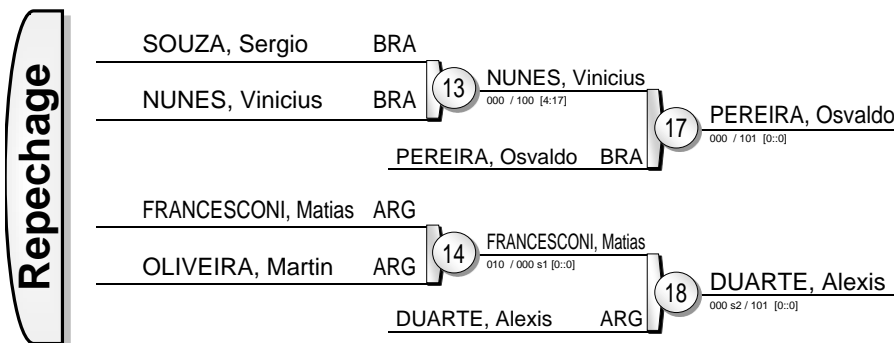 Repechage
SOUZA, Sergio BRA
NUNES, Vinicius BRA
13
NUNES, Vinicius
000 / 100 [4:17]
PEREIRA, Osvaldo BRA
17
PEREIRA, Osvaldo
000 / 101 [0::0]
FRANCESCONI, Matias ARG
OLIVEIRA, Martin ARG
14
FRANCESCONI, Matias
010 / 000 s1 [0::0]
DUARTE, Alexis ARG
18
DUARTE, Alexis
000 s2 / 101 [0::0]